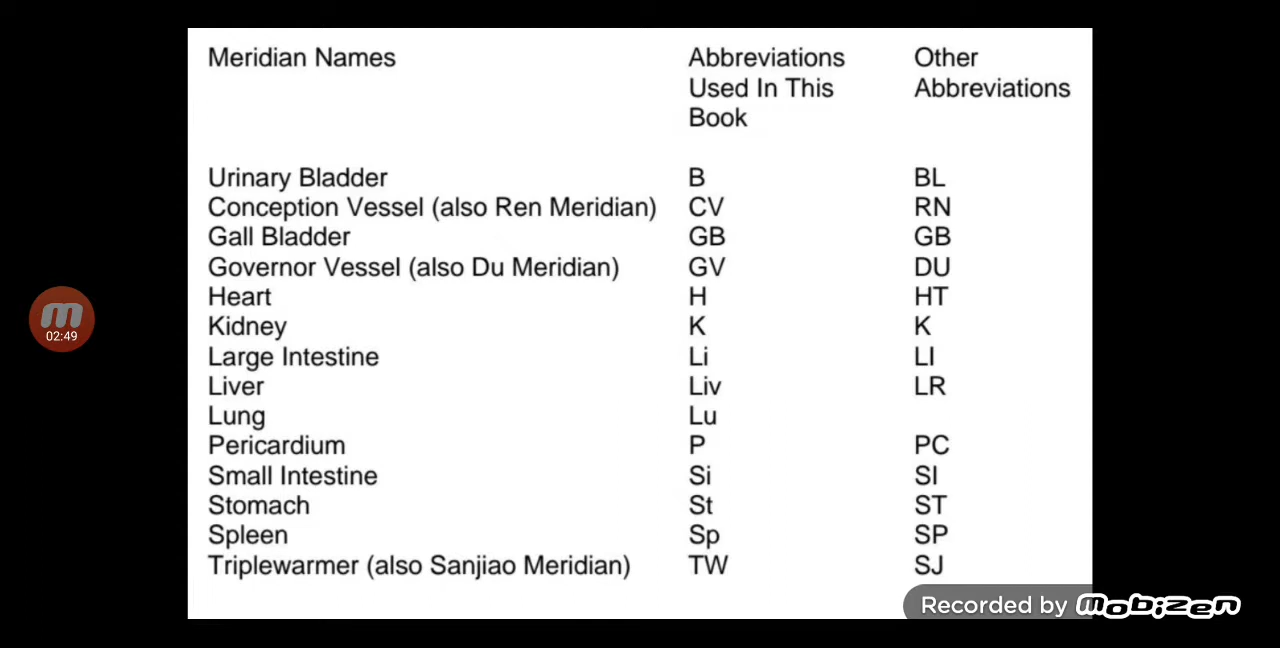 Meridian Names Abbreviations Other
Used In This Abbreviations
Book
Urinary Bladder B BL
Conception Vessel (also Ren Meridian) CV RN
Gall Bladder GB GB
Governor Vessel (also Du Meridian) GV DU
Heart H HT
Kidney K K
Large Intestine Li LI
Liver Liv LR
Lung Lu
Pericardium P PC
Small Intestine Si SI
Stomach St ST
Spleen Sp SP
Triplewarmer (also Sanjiao Meridian) TW SJ
m
02:49
Recorded by mobizen